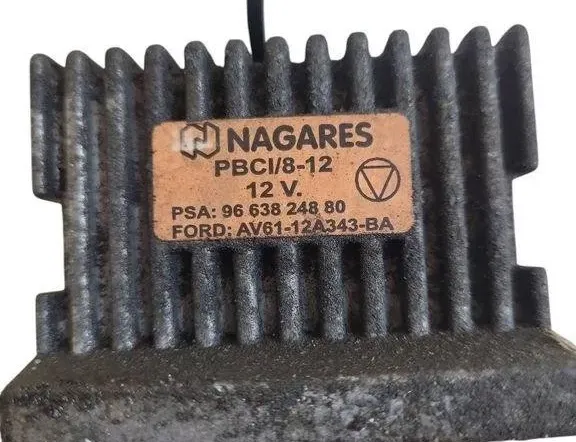 NAGARES
PBCI/8-12
12 V.
PSA: 96 638 248 80
FORD: AV61-12A343-BA